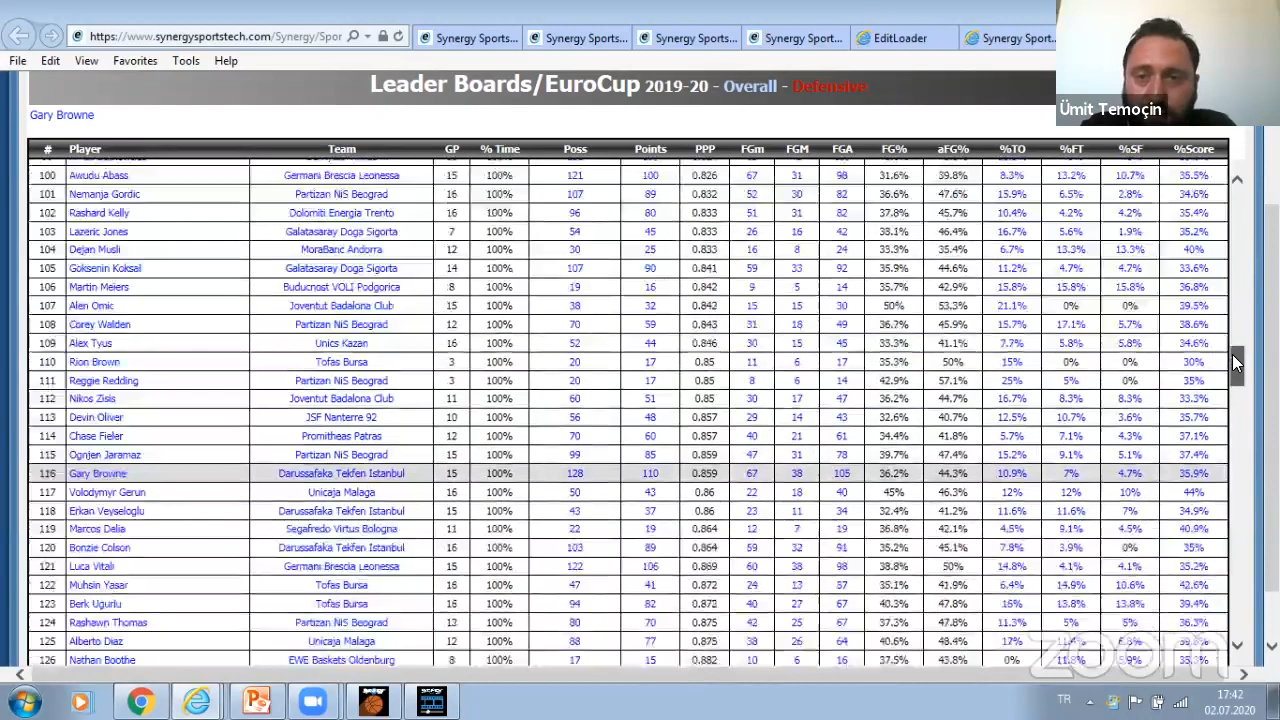 https://www.synergysportstech.com/Synergy/Spor
Synergy Sports... Synergy Sports... Synergy Sports... Synergy Sport... EditLoader Synergy Sport...
File Edit View Favorites Tools Help
Ümit Temoçin
Leader Boards/EuroCup 2019-20 - Overall - Defensive
Gary Browne
# Player Team GP % Time Poss Points PPP FGm FGM FGA FG% aFG% %TO %FT %SF %Score
100 Awudu Abass Germani Brescia Leonessa 15 100% 121 100 0.826 67 31 98 31.6% 39.8% 8.3% 13.2% 10.7% 35.5%
101 Nemanja Gordic Partizan NiS Beograd 16 100% 107 89 0.832 52 30 82 36.6% 47.6% 15.9% 6.5% 2.8% 34.6%
102 Rashard Kelly Dolomiti Energia Trento 16 100% 96 80 0.833 51 31 82 37.8% 45.7% 10.4% 4.2% 4.2% 35.4%
103 Lazeric Jones Galatasaray Doga Sigorta 7 100% 54 45 0.833 26 16 42 38.1% 46.4% 16.7% 5.6% 1.9% 35.2%
104 Dejan Musli MoraBanc Andorra 12 100% 30 25 0.833 16 8 24 33.3% 35.4% 6.7% 13.3% 13.3% 40%
105 Goksenin Koksal Galatasaray Doga Sigorta 14 100% 107 90 0.841 59 33 92 35.9% 44.6% 11.2% 4.7% 4.7% 33.6%
106 Martin Meiers Buducnost VOLI Podgorica 8 100% 19 16 0.842 9 5 14 35.7% 42.9% 15.8% 15.8% 15.8% 36.8%
107 Alen Omic Joventut Badalona Club 15 100% 38 32 0.842 15 15 30 50% 53.3% 21.1% 0% 0% 39.5%
108 Corey Walden Partizan NiS Beograd 12 100% 70 59 0.843 31 18 49 36.7% 45.9% 15.7% 17.1% 5.7% 38.6%
109 Alex Tyus Unics Kazan 16 100% 52 44 0.846 30 15 45 33.3% 41.1% 7.7% 5.8% 5.8% 34.6%
110 Rion Brown Tofas Bursa 3 100% 20 17 0.85 11 6 17 35.3% 50% 15% 0% 0% 30%
111 Reggie Redding Partizan NiS Beograd 3 100% 20 17 0.85 8 6 14 42.9% 57.1% 25% 5% 0% 35%
112 Nikos Zisis Joventut Badalona Club 11 100% 60 51 0.85 30 17 47 36.2% 44.7% 16.7% 8.3% 8.3% 33.3%
113 Devin Oliver JSF Nanterre 92 10 100% 56 48 0.857 29 14 43 32.6% 40.7% 12.5% 10.7% 3.6% 35.7%
114 Chase Fieler Promitheas Patras 12 100% 70 60 0.857 40 21 61 34.4% 41.8% 5.7% 7.1% 4.3% 37.1%
115 Ognjen Jaramaz Partizan NiS Beograd 15 100% 99 85 0.859 47 31 78 39.7% 47.4% 15.2% 9.1% 5.1% 37.4%
116 Gary Browne Darussafaka Tekfen Istanbul 15 100% 128 110 0.859 67 38 105 36.2% 44.3% 10.9% 7% 4.7% 35.9%
117 Volodymyr Gerun Unicaja Malaga 16 100% 50 43 0.86 22 18 40 45% 46.3% 12% 12% 10% 44%
118 Erkan Veyseloglu Darussafaka Tekfen Istanbul 15 100% 43 37 0.86 23 11 34 32.4% 41.2% 11.6% 11.6% 7% 34.9%
119 Marcos Delia Segafredo Virtus Bologna 11 100% 22 19 0.864 12 7 19 36.8% 42.1% 4.5% 9.1% 4.5% 40.9%
120 Bonzie Colson Darussafaka Tekfen Istanbul 16 100% 103 89 0.864 59 32 91 35.2% 45.1% 7.8% 3.9% 0% 35%
121 Luca Vitali Germani Brescia Leonessa 15 100% 122 106 0.869 60 38 98 38.8% 50% 14.8% 4.1% 4.1% 35.2%
122 Muhsin Yasar Tofas Bursa 16 100% 47 41 0.872 24 13 37 35.1% 41.9% 6.4% 14.9% 10.6% 42.6%
123 Berk Ugurlu Tofas Bursa 16 100% 94 82 0.872 40 27 67 40.3% 47.8% 16% 13.8% 13.8% 39.4%
124 Rashawn Thomas Partizan NiS Beograd 13 100% 80 70 0.875 42 25 67 37.3% 47.8% 11.3% 5% 5% 36.3%
125 Alberto Diaz Unicaja Malaga 12 100% 88 77 0.875 38 26 64 40.6% 48.4% 17%
126 Nathan Boothe EWE Baskets Oldenburg 8 100% 17 15 0.882 10 6 16 37.5% 43.8% 0% 11.8% 5.9% 35.3%
zoom
TR 17:42
02.07.2020